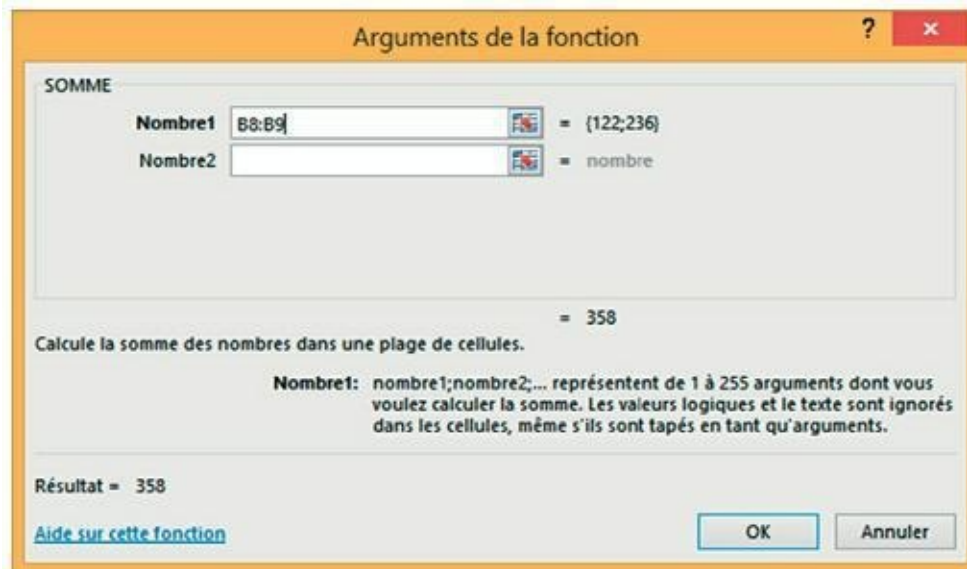 Arguments de la fonction
?
×
SOMME
Nombre1 B8:B9 = {122;236}
Nombre2 = nombre
= 358
Calcule la somme des nombres dans une plage de cellules.
Nombre1: nombre1;nombre2;... représentent de 1 à 255 arguments dont vous
voulez calculer la somme. Les valeurs logiques et le texte sont ignorés
dans les cellules, même s'ils sont tapés en tant qu'arguments.
Résultat = 358
Aide sur cette fonction
OK
Annuler